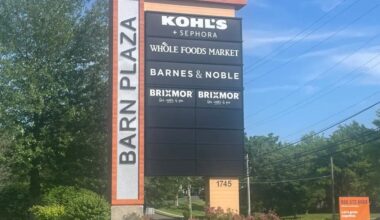 BARN PLAZA
KOHL'S
+ SEPHORA
WHOLE FOODS MARKET
BARNES & NOBLE
BRIXMOR BRIXMOR
1745